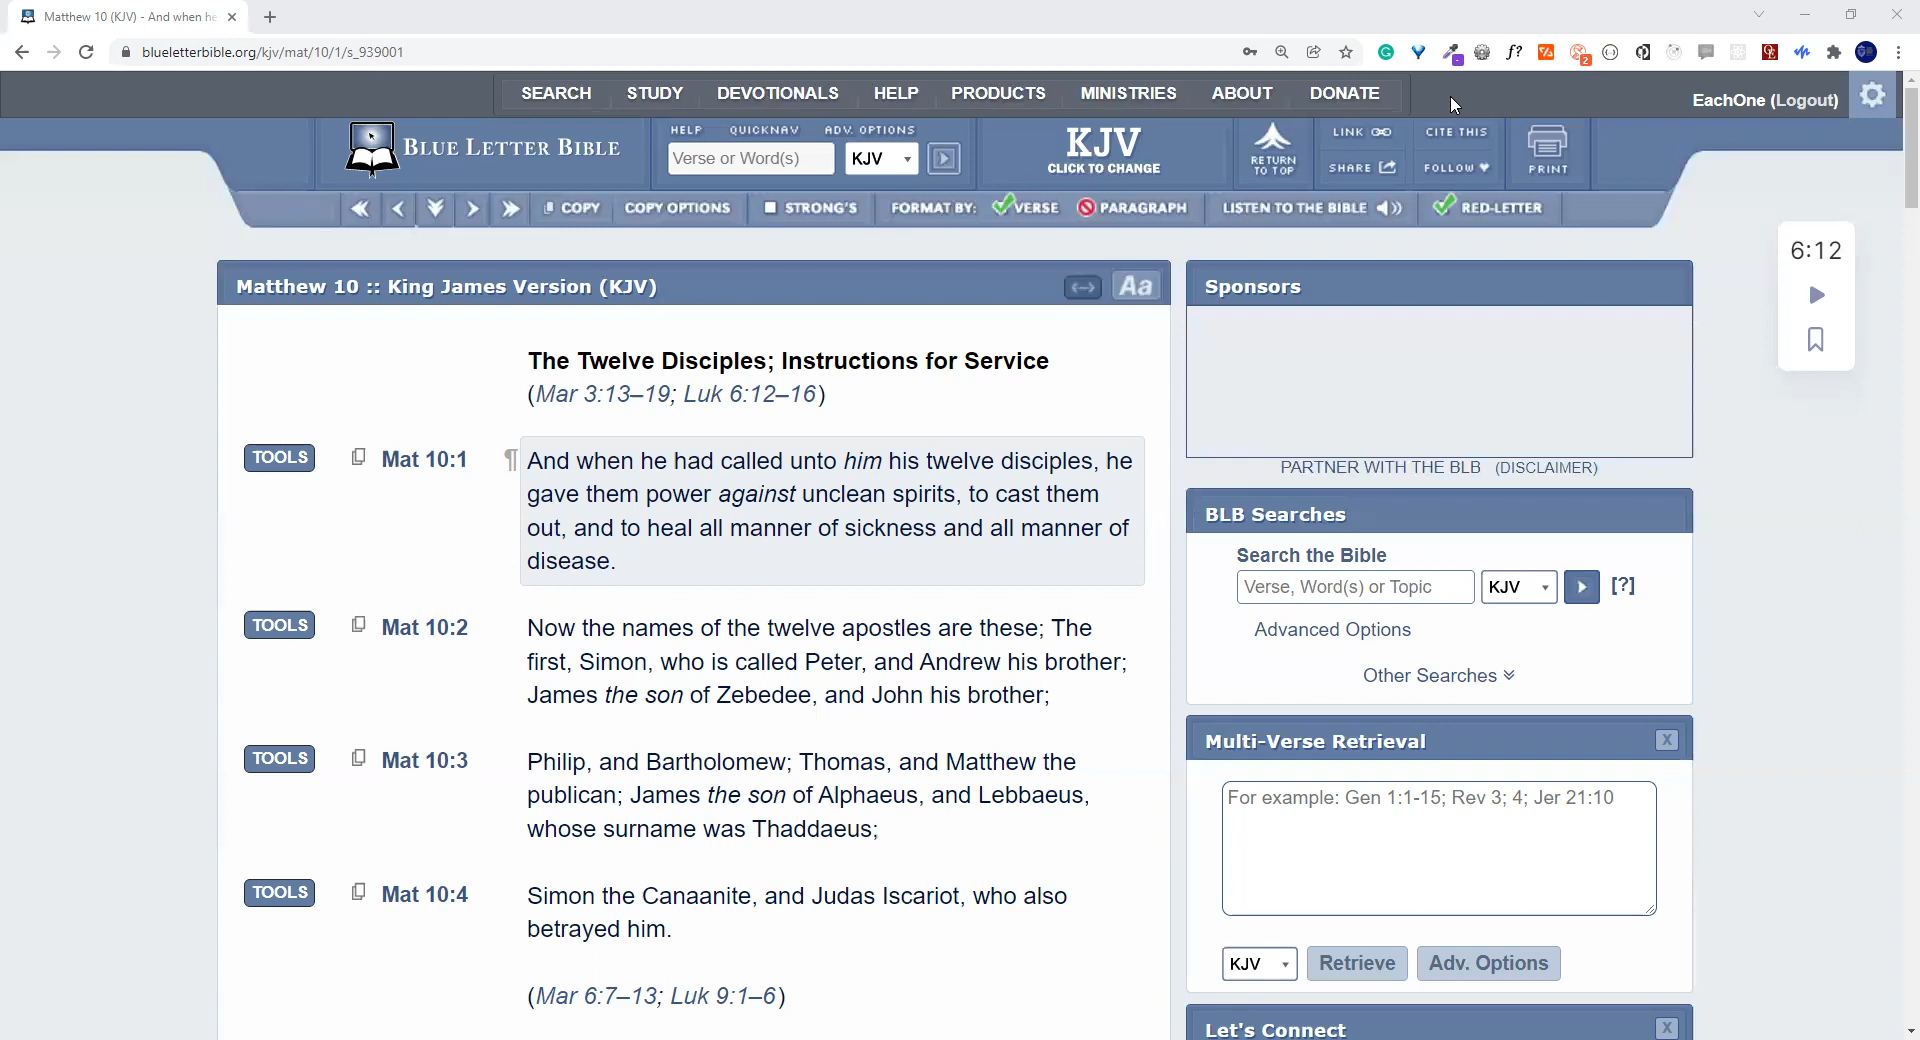 Matthew 10 (KJV) - And when he
blueletterbible.org/kjv/mat/10/1/s_939001
SEARCH STUDY DEVOTIONALS HELP PRODUCTS MINISTRIES ABOUT DONATE
EachOne (Logout)
BLUE LETTER BIBLE
HELP QUICKNAV ADV. OPTIONS
Verse or Word(s) KJV
KJV
CLICK TO CHANGE
RETURN
TO TOP
LINK CITE THIS
SHARE FOLLOW
PRINT
COPY COPY OPTIONS STRONG'S FORMAT BY: VERSE PARAGRAPH LISTEN TO THE BIBLE RED-LETTER
6:12
Matthew 10 :: King James Version (KJV) Aa
The Twelve Disciples; Instructions for Service
(Mar 3:13–19; Luk 6:12–16)
TOOLS Mat 10:1 ¶ And when he had called unto him his twelve disciples, he
gave them power against unclean spirits, to cast them
out, and to heal all manner of sickness and all manner of
disease.
TOOLS Mat 10:2 Now the names of the twelve apostles are these; The
first, Simon, who is called Peter, and Andrew his brother;
James the son of Zebedee, and John his brother;
TOOLS Mat 10:3 Philip, and Bartholomew; Thomas, and Matthew the
publican; James the son of Alphaeus, and Lebbaeus,
whose surname was Thaddaeus;
TOOLS Mat 10:4 Simon the Canaanite, and Judas Iscariot, who also
betrayed him.
(Mar 6:7–13; Luk 9:1–6)
Sponsors
PARTNER WITH THE BLB (DISCLAIMER)
BLB Searches
Search the Bible
Verse, Word(s) or Topic KJV [?]
Advanced Options
Other Searches
Multi-Verse Retrieval X
For example: Gen 1:1-15; Rev 3; 4; Jer 21:10
KJV Retrieve Adv. Options
Let's Connect X